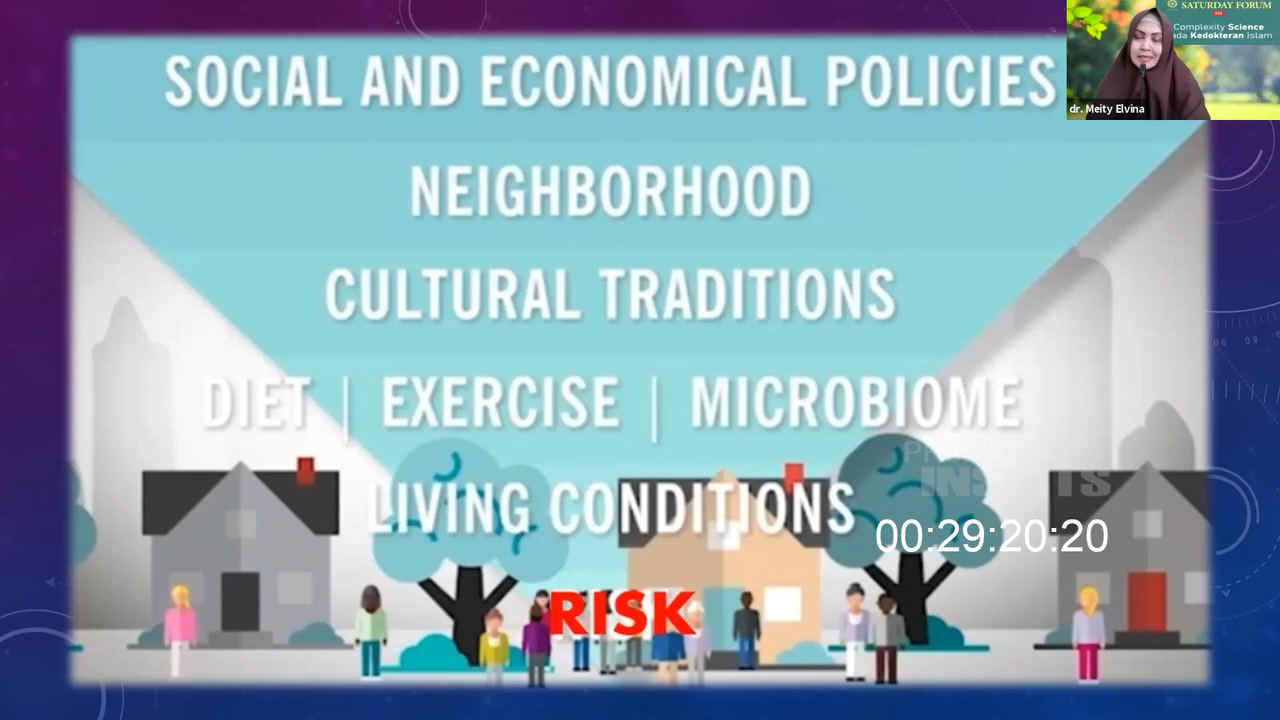 SATURDAY FORUM
Complexity Science
ada Kedokteran Islam
dr. Meity Elvina
SOCIAL AND ECONOMICAL POLICIES
NEIGHBORHOOD
CULTURAL TRADITIONS
DIET | EXERCISE | MICROBIOME
LIVING CONDITIONS
00:29:20:20
RISK